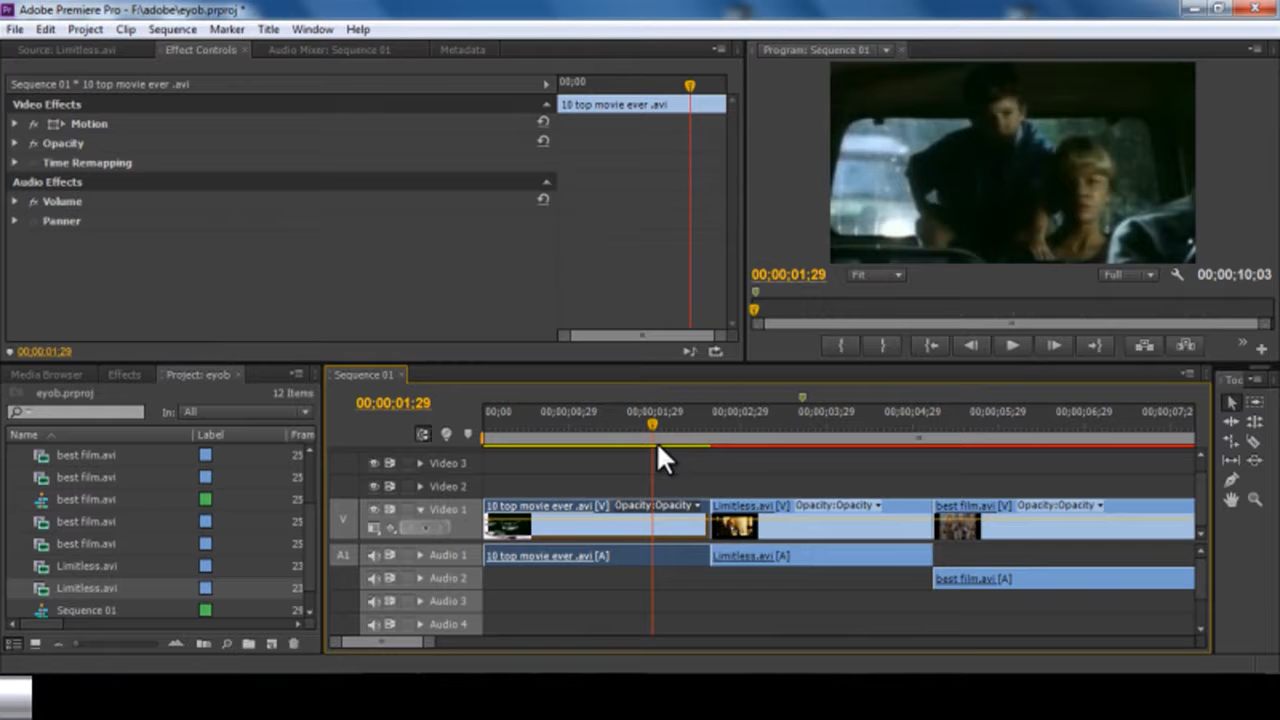 Adobe Premiere Pro - F:\adobe\eyob.prproj *
File Edit Project Clip Sequence Marker Title Window Help
Source: Limitless.avi Effect Controls Audio Mixer: Sequence 01 Metadata
Program: Sequence 01
Sequence 01 * 10 top movie ever .avi
00;00
Video Effects
10 top movie ever .avi
fx Motion
fx Opacity
Time Remapping
Audio Effects
fx Volume
Panner
00;00;01;29 Fit Full 00;00;10;03
00;00;01;29
Media Browser Effects Project: eyob
Sequence 01
eyob.prproj 12 Items
00;00;01;29
In: All
00;00 00;00;00;29 00;00;01;29 00;00;02;29 00;00;03;29 00;00;04;29 00;00;05;29 00;00;06;29 00;00;07;2
Name Label Fram
best film.avi 25
best film.avi 25
best film.avi 25
best film.avi 25
best film.avi 25
Limitless.avi 23
Limitless.avi 23
Sequence 01 29
Video 3
Video 2
V Video 1
10 top movie ever .avi [V] Opacity:Opacity
Limitless.avi [V] Opacity:Opacity
best film.avi [V] Opacity:Opacity
A1 Audio 1
10 top movie ever .avi [A]
Limitless.avi [A]
Audio 2
best film.avi [A]
Audio 3
Audio 4
Too